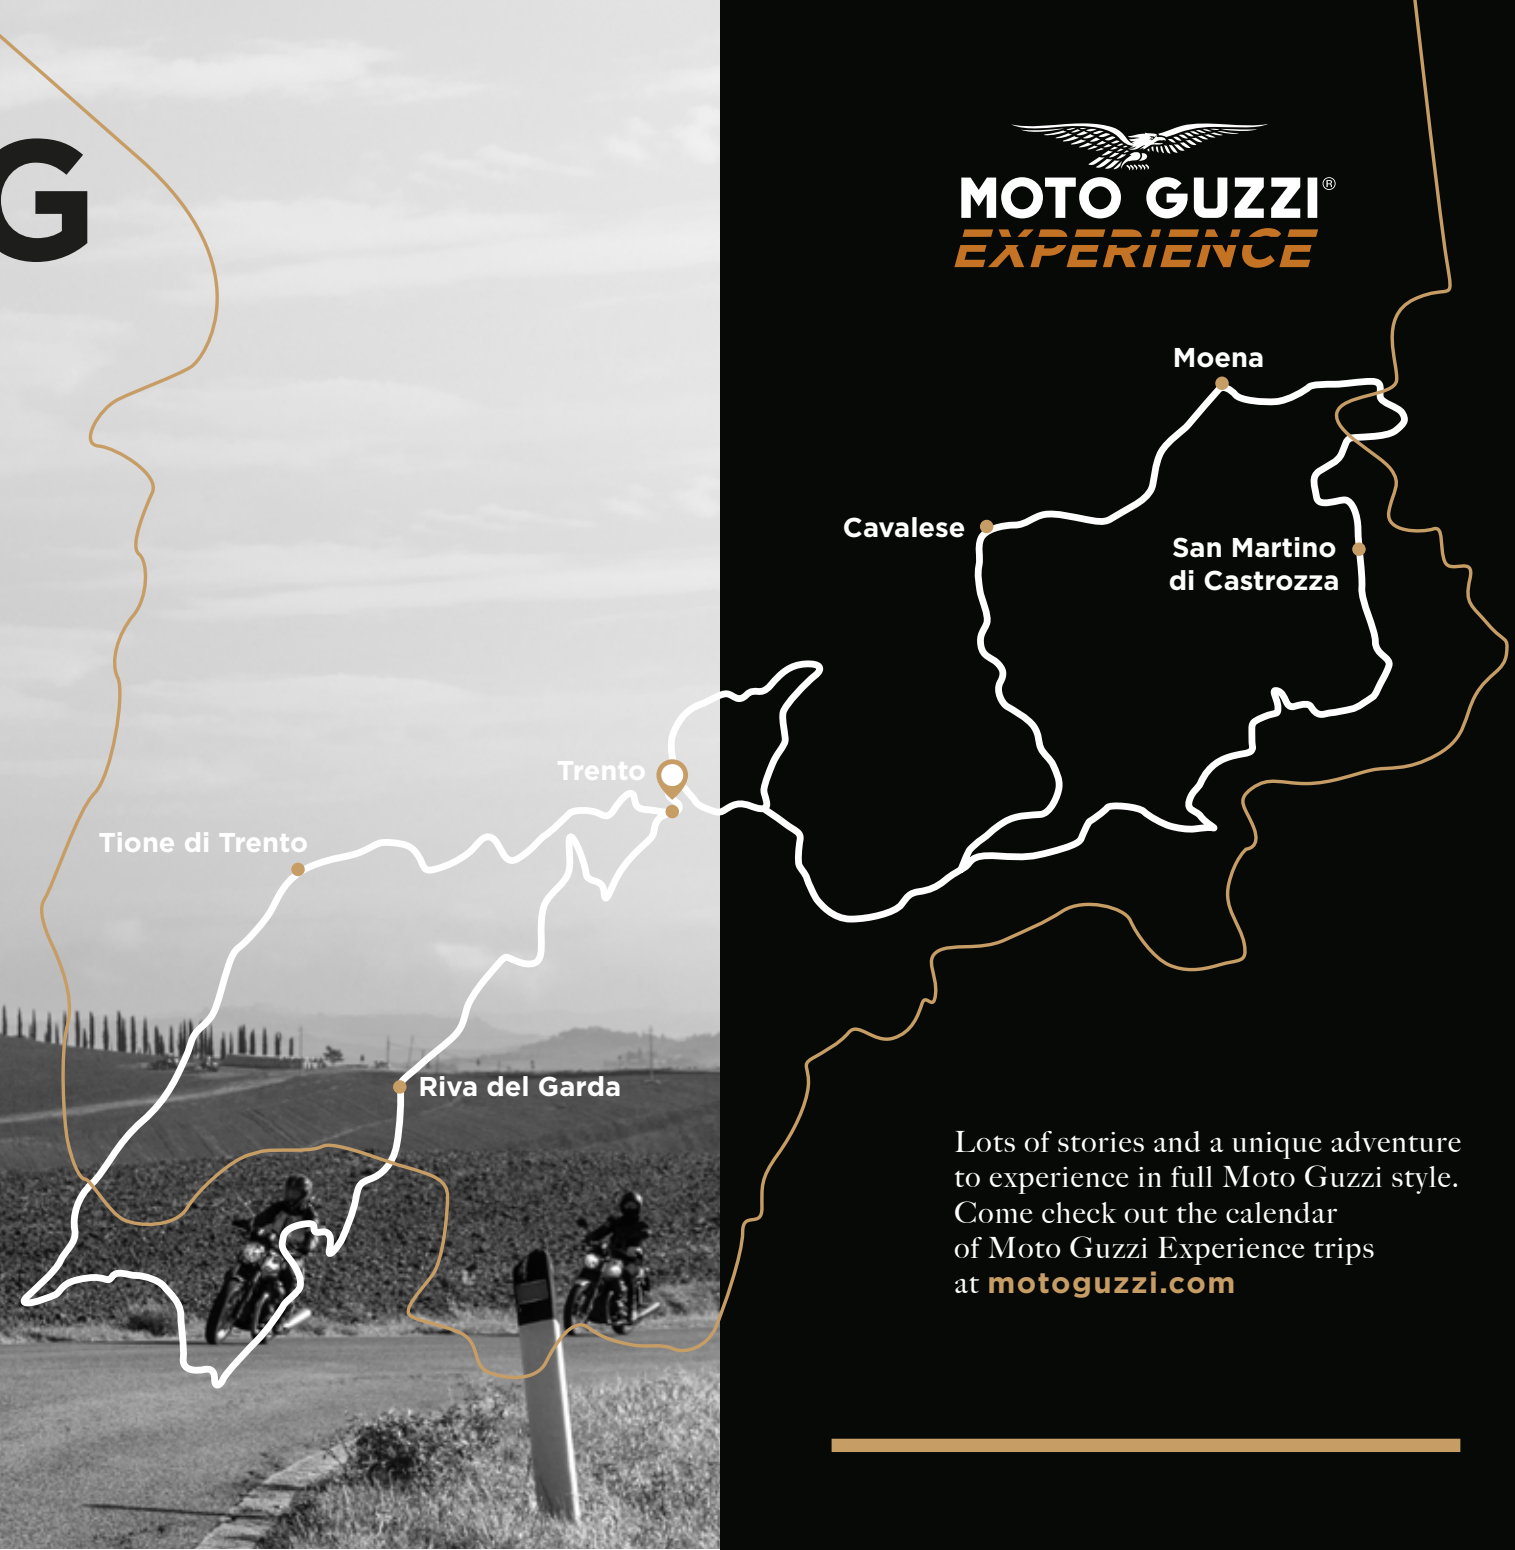 G
MOTO GUZZI®
EXPERIENCE
Moena
Cavalese
San Martino
di Castrozza
Trento
Tione di Trento
Riva del Garda
Lots of stories and a unique adventure
to experience in full Moto Guzzi style.
Come check out the calendar
of Moto Guzzi Experience trips
at motoguzzi.com